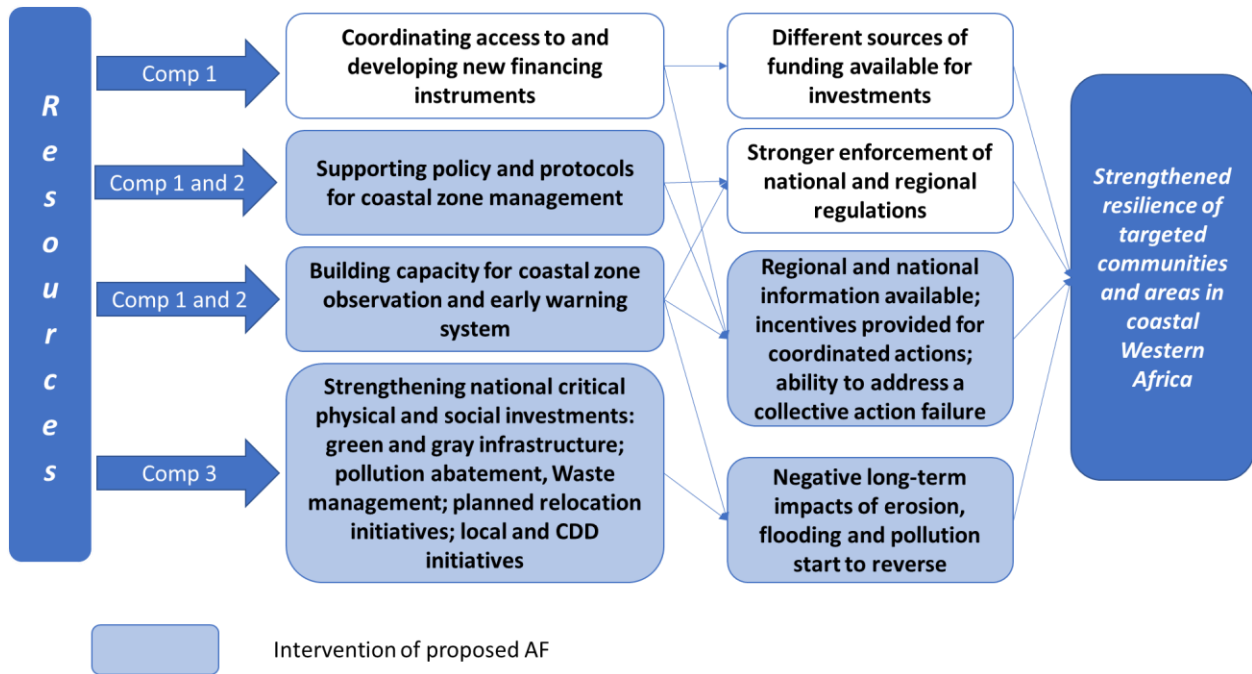 Resources
Comp 1
Coordinating access to and
developing new financing
instruments
Different sources of
funding available for
investments
Comp 1 and 2
Supporting policy and protocols
for coastal zone management
Stronger enforcement of
national and regional
regulations
Comp 1 and 2
Building capacity for coastal zone
observation and early warning
system
Regional and national
information available;
incentives provided for
coordinated actions;
ability to address a
collective action failure
Comp 3
Strengthening national critical
physical and social investments:
green and gray infrastructure;
pollution abatement, Waste
management; planned relocation
initiatives; local and CDD
initiatives
Negative long-term
impacts of erosion,
flooding and pollution
start to reverse
Strengthened
resilience of
targeted
communities
and areas in
coastal
Western
Africa
Intervention of proposed AF